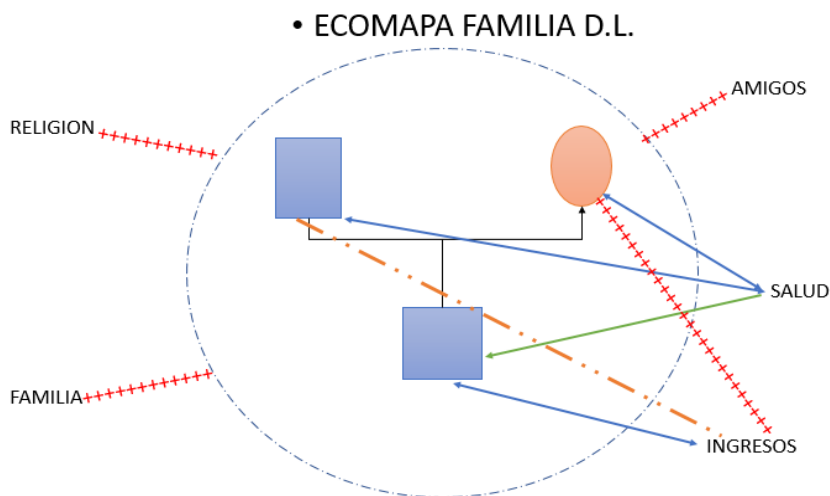 • ECOMAPA FAMILIA D.L.
AMIGOS
RELIGION
SALUD
FAMILIA
INGRESOS